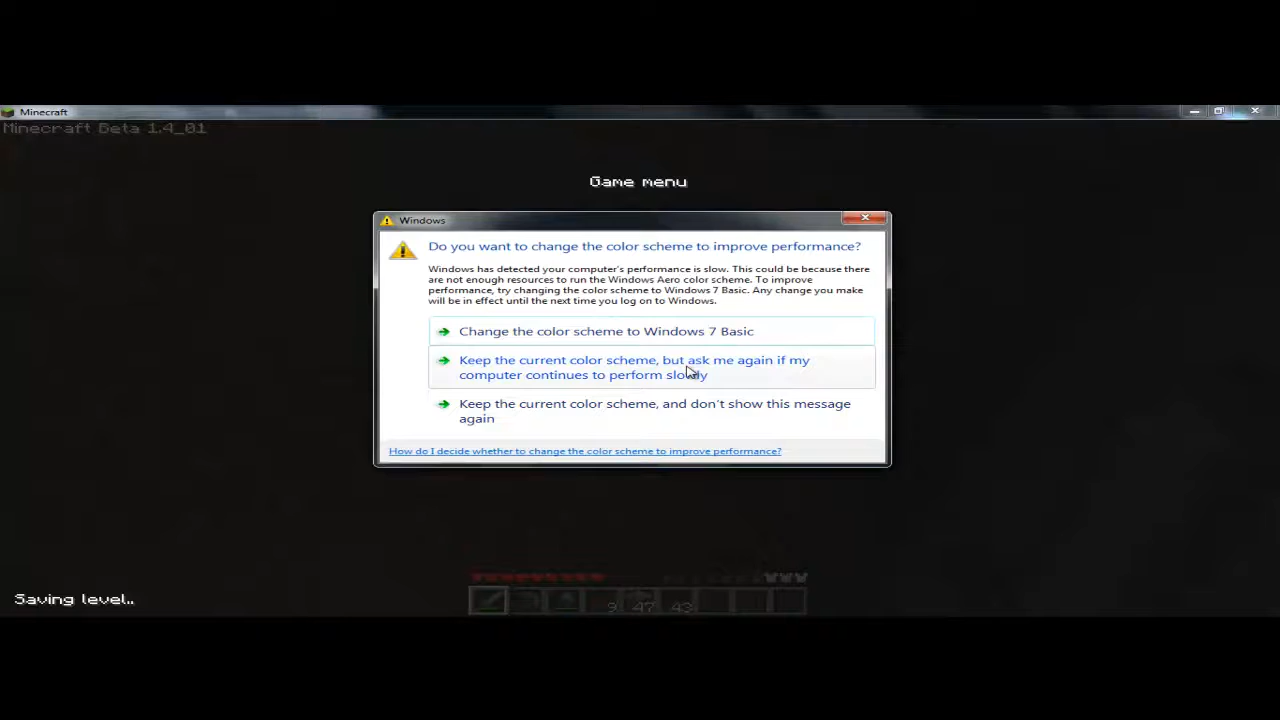 Minecraft
Minecraft Beta 1.4_01
Game menu
Windows
Do you want to change the color scheme to improve performance?
Windows has detected your computer's performance is slow. This could be because there
are not enough resources to run the Windows Aero color scheme. To improve
performance, try changing the color scheme to Windows 7 Basic. Any change you make
will be in effect until the next time you log on to Windows.
Change the color scheme to Windows 7 Basic
Keep the current color scheme, but ask me again if my
computer continues to perform slowly
Keep the current color scheme, and don't show this message
again
How do I decide whether to change the color scheme to improve performance?
Saving level..
9 47 43